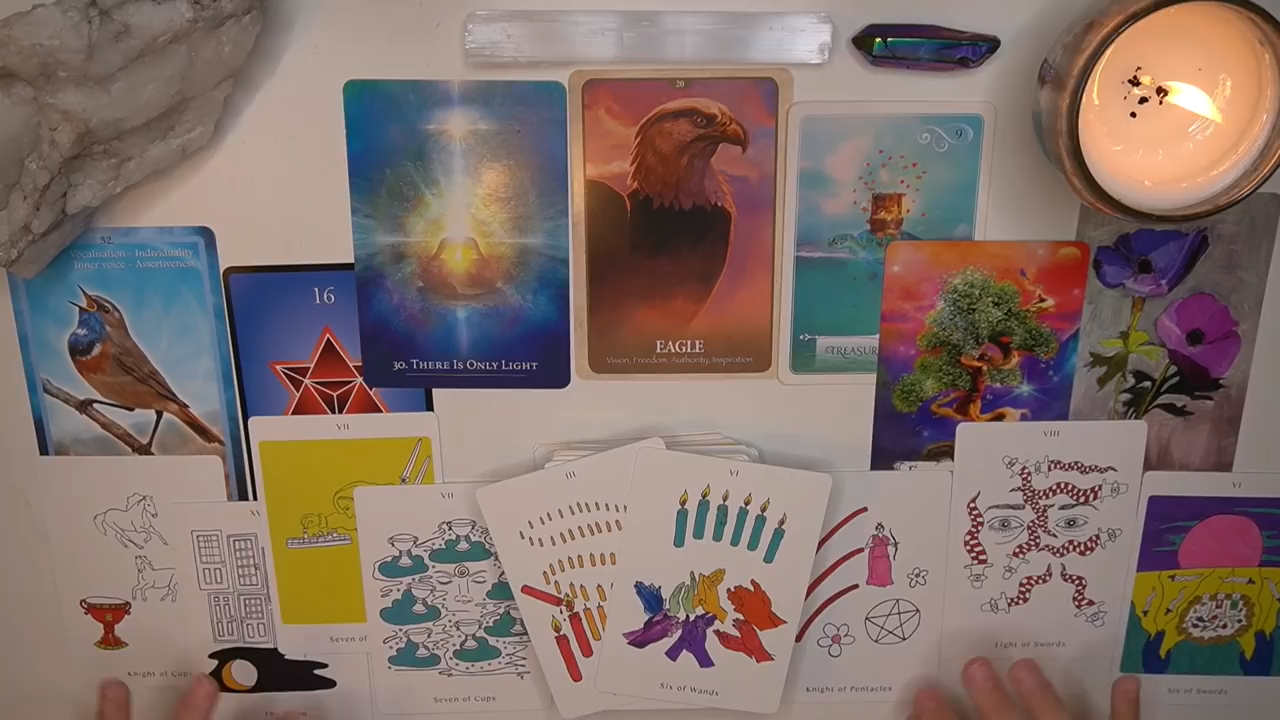 32
Vocalisation - Individuality
Inner voice - Assertiveness
16
30. There Is Only Light
20
EAGLE
Vision, Freedom, Authority, Inspiration
9
TREASUR
VII
Seven of
Knight of Cups
VII
Seven of Cups
III
VI
Six of Wands
Knight of Pentacles
VIII
Eight of Swords
VI
Six of Swords